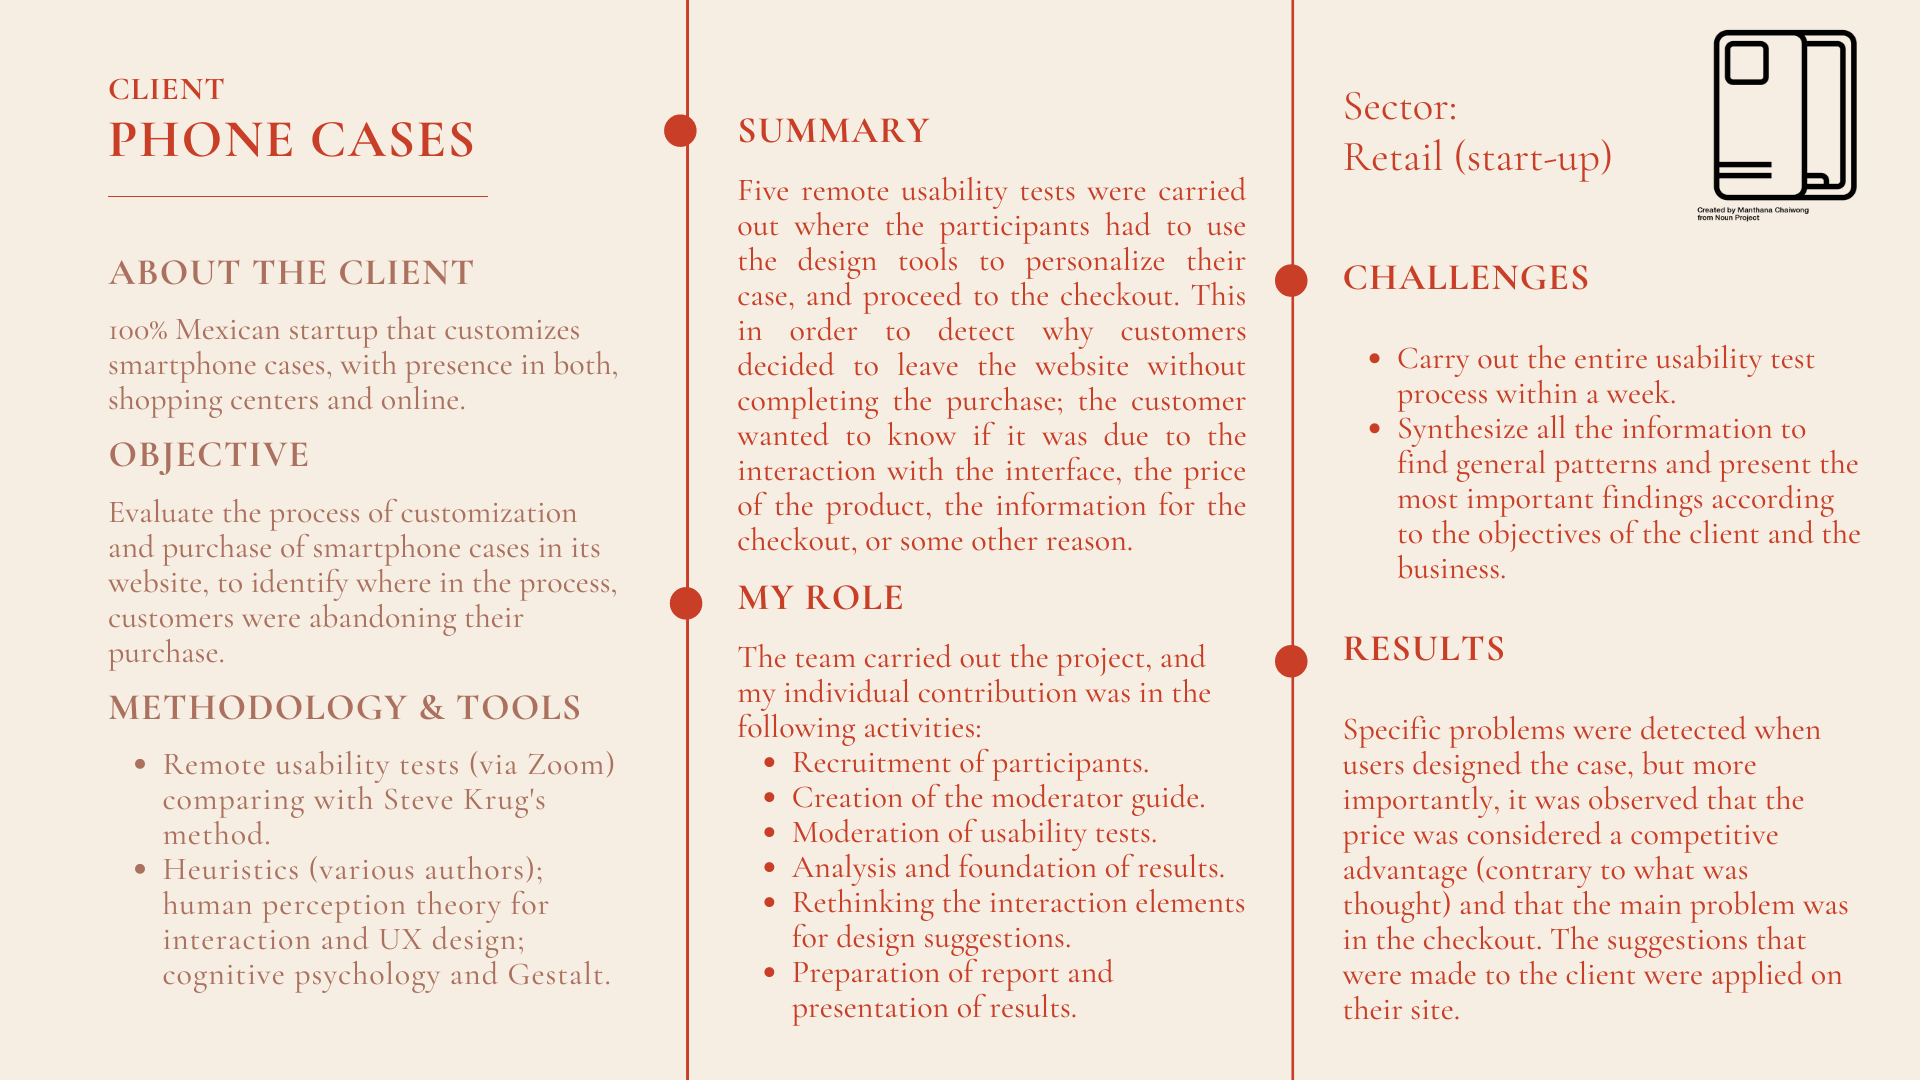 CLIENT
PHONE CASES
ABOUT THE CLIENT
100% Mexican startup that customizes
smartphone cases, with presence in both,
shopping centers and online.
OBJECTIVE
Evaluate the process of customization
and purchase of smartphone cases in its
website, to identify where in the process,
customers were abandoning their
purchase.
METHODOLOGY & TOOLS
• Remote usability tests (via Zoom)
comparing with Steve Krug's
method.
• Heuristics (various authors);
human perception theory for
interaction and UX design;
cognitive psychology and Gestalt.
SUMMARY
Five remote usability tests were carried
out where the participants had to use
the design tools to personalize their
case, and proceed to the checkout. This
in order to detect why customers
decided to leave the website without
completing the purchase; the customer
wanted to know if it was due to the
interaction with the interface, the price
of the product, the information for the
checkout, or some other reason.
MY ROLE
The team carried out the project, and
my individual contribution was in the
following activities:
• Recruitment of participants.
• Creation of the moderator guide.
• Moderation of usability tests.
• Analysis and foundation of results.
• Rethinking the interaction elements
for design suggestions.
• Preparation of report and
presentation of results.
Sector:
Retail (start-up)
Created by Manthana Chaiwong
from Noun Project
CHALLENGES
• Carry out the entire usability test
process within a week.
• Synthesize all the information to
find general patterns and present the
most important findings according
to the objectives of the client and the
business.
RESULTS
Specific problems were detected when
users designed the case, but more
importantly, it was observed that the
price was considered a competitive
advantage (contrary to what was
thought) and that the main problem was
in the checkout. The suggestions that
were made to the client were applied on
their site.